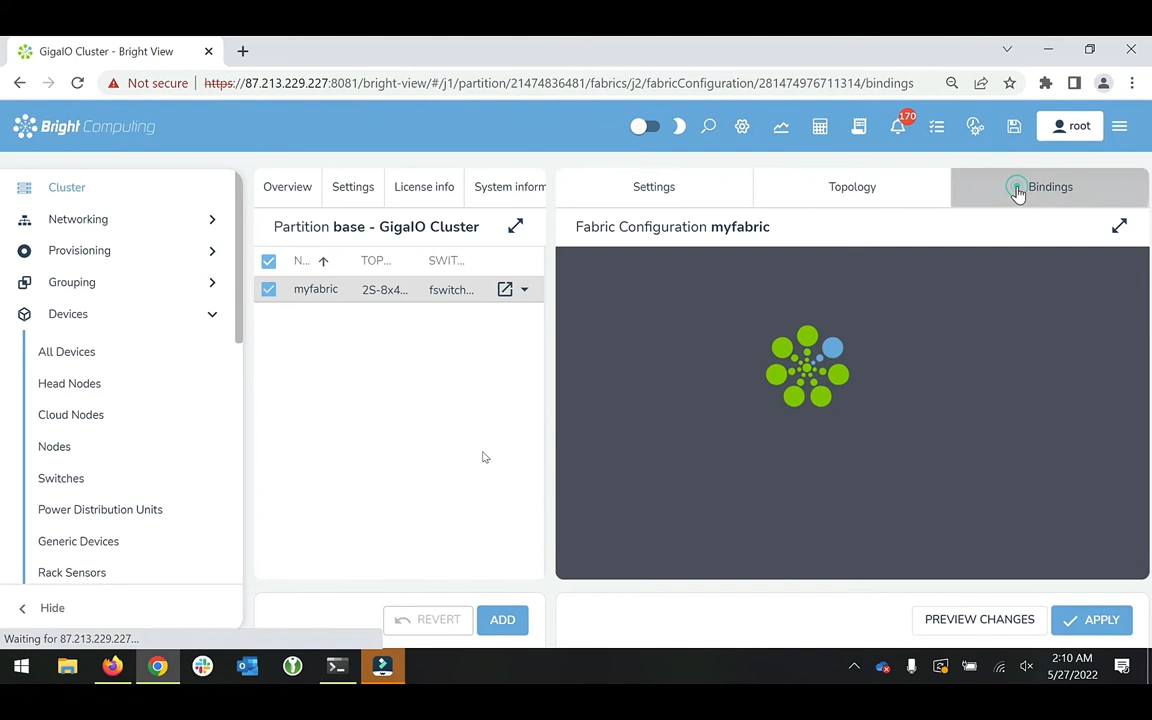 GigaIO Cluster - Bright View
Not secure
https://87.213.229.227:8081/bright-view/#/j1/partition/21474836481/fabrics/j2/fabricConfiguration/281474976711314/bindings
Bright Computing
170
root
Cluster
Networking
Provisioning
Grouping
Devices
All Devices
Head Nodes
Cloud Nodes
Nodes
Switches
Power Distribution Units
Generic Devices
Rack Sensors
Hide
Overview
Settings
License info
System inform
Partition base - GigaIO Cluster
N...
TOP...
SWIT...
myfabric
2S-8x4...
fswitch...
REVERT
ADD
Settings
Topology
Bindings
Fabric Configuration myfabric
PREVIEW CHANGES
APPLY
Waiting for 87.213.229.227...
2:10 AM
5/27/2022